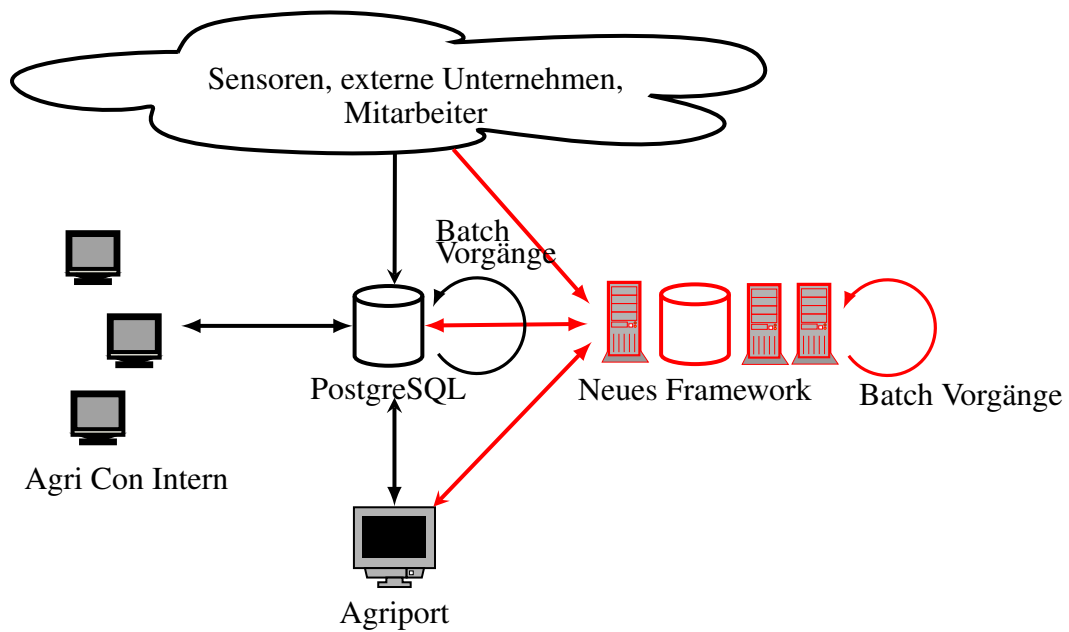 Sensoren, externe Unternehmen,
Mitarbeiter
Batch
Vorgänge
PostgreSQL
Neues Framework
Batch Vorgänge
Agri Con Intern
Agriport